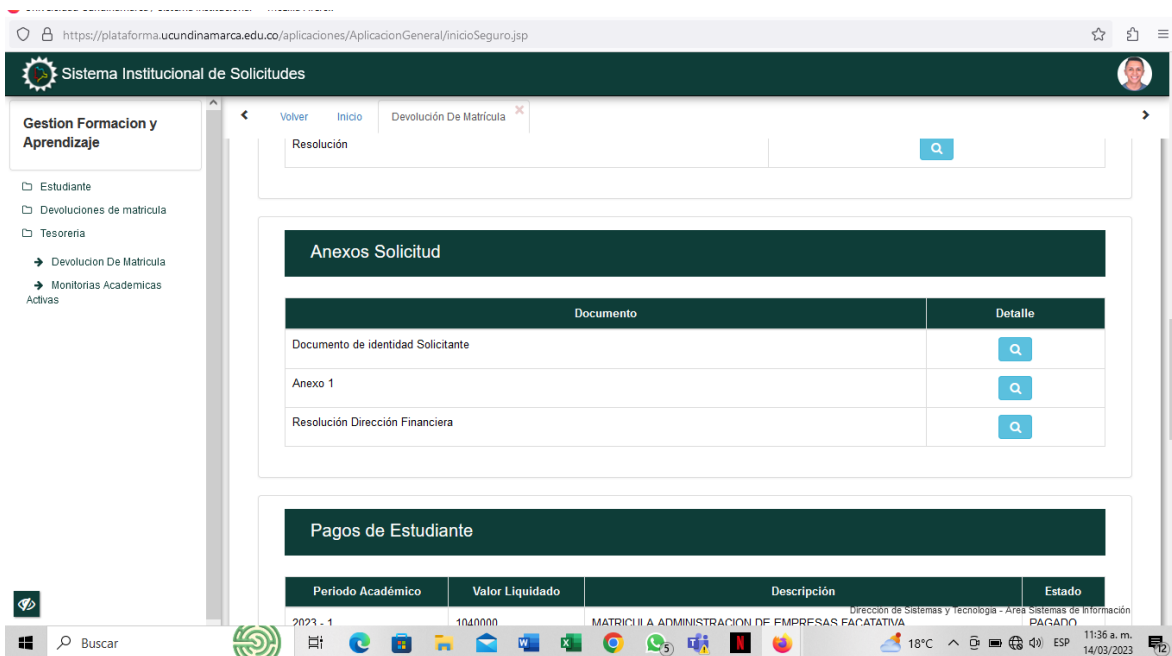 https://plataforma.ucundinamarca.edu.co/aplicaciones/AplicacionGeneral/inicioSeguro.jsp
Sistema Institucional de Solicitudes
Gestion Formacion y
Aprendizaje
Estudiante
Devoluciones de matricula
Tesoreria
Devolucion De Matricula
Monitorias Academicas
Activas
Volver Inicio Devolución De Matrícula
Resolución
Anexos Solicitud
Documento Detalle
Documento de identidad Solicitante
Anexo 1
Resolución Dirección Financiera
Pagos de Estudiante
Periodo Académico Valor Liquidado Descripción Estado
Dirección de Sistemas y Tecnologia - Area Sistemas de Información
2023 - 1 1040000 MATRICULA ADMINISTRACION DE EMPRESAS FACATATIVA PAGADO
Buscar
5
18°C
ESP
11:36 a. m.
14/03/2023
12